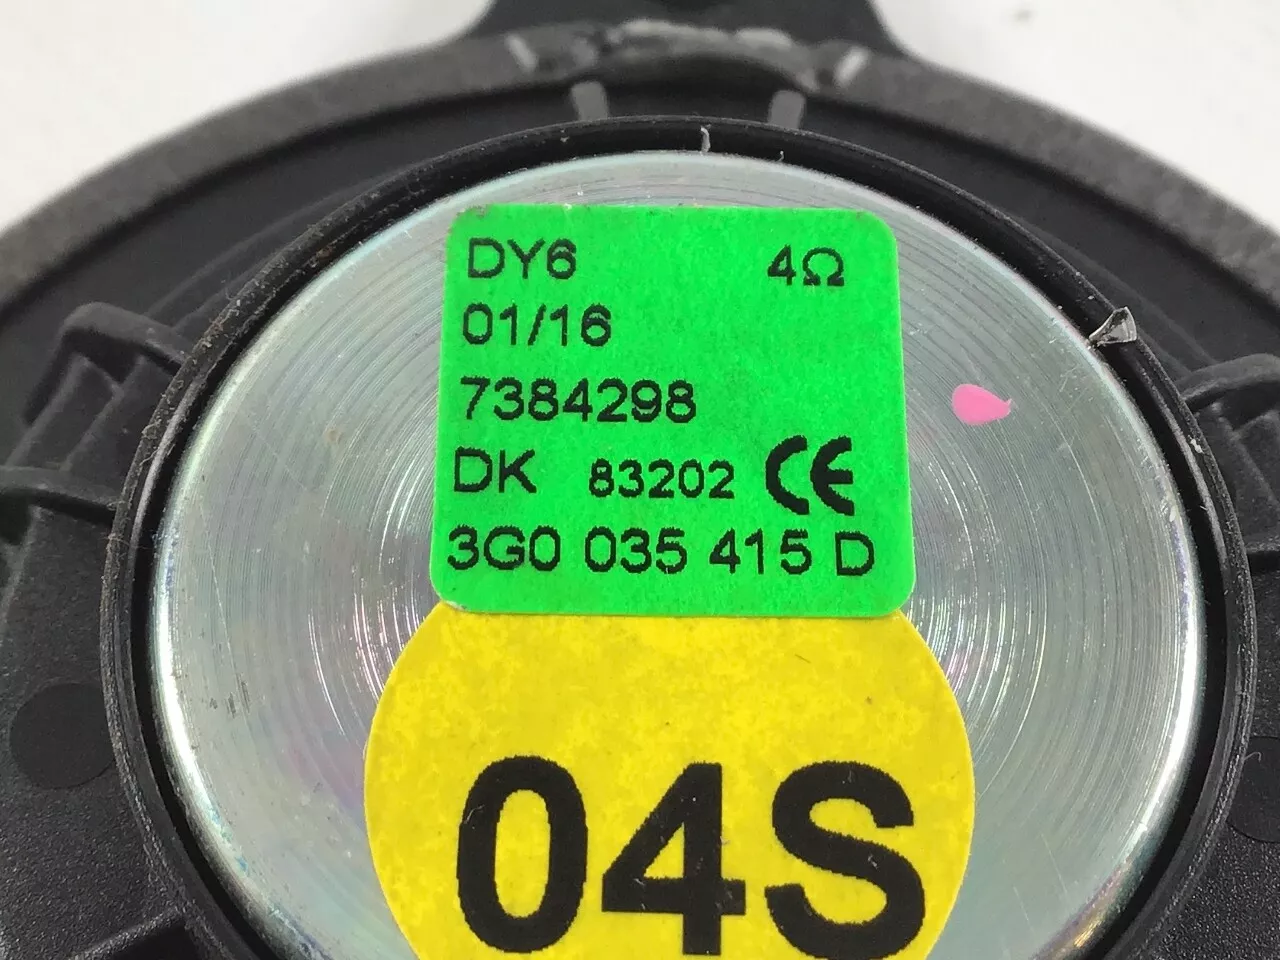 DY6 4Ω
01/16
7384298
DK 83202 CE
3G0 035 415 D
04S